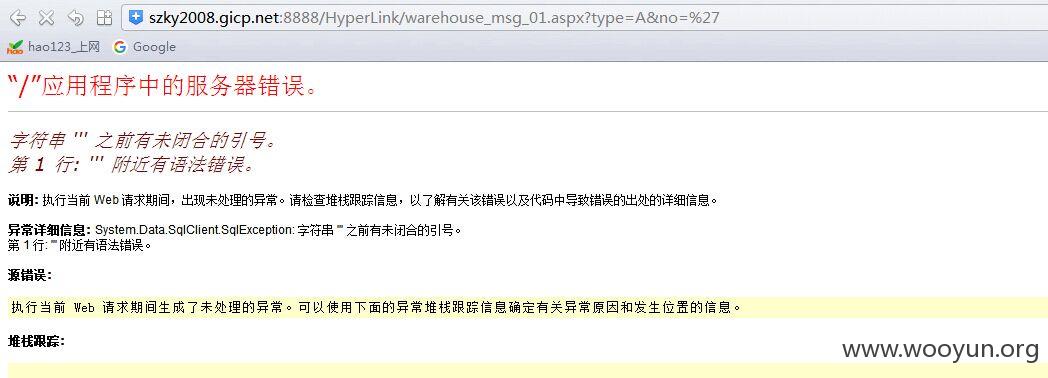 szky2008.gicp.net:8888/HyperLink/warehouse_msg_01.aspx?type=A&no=%27
hao123_上网 Google
“/”应用程序中的服务器错误。
字符串 ''' 之前有未闭合的引号。
第 1 行: ''' 附近有语法错误。
说明: 执行当前 Web 请求期间，出现未处理的异常。请检查堆栈跟踪信息，以了解有关该错误以及代码中导致错误的出处的详细信息。
异常详细信息: System.Data.SqlClient.SqlException: 字符串 ''' 之前有未闭合的引号。
第 1 行: ''' 附近有语法错误。
源错误:
执行当前 Web 请求期间生成了未处理的异常。可以使用下面的异常堆栈跟踪信息确定有关异常原因和发生位置的信息。
堆栈跟踪:
www.wooyun.org